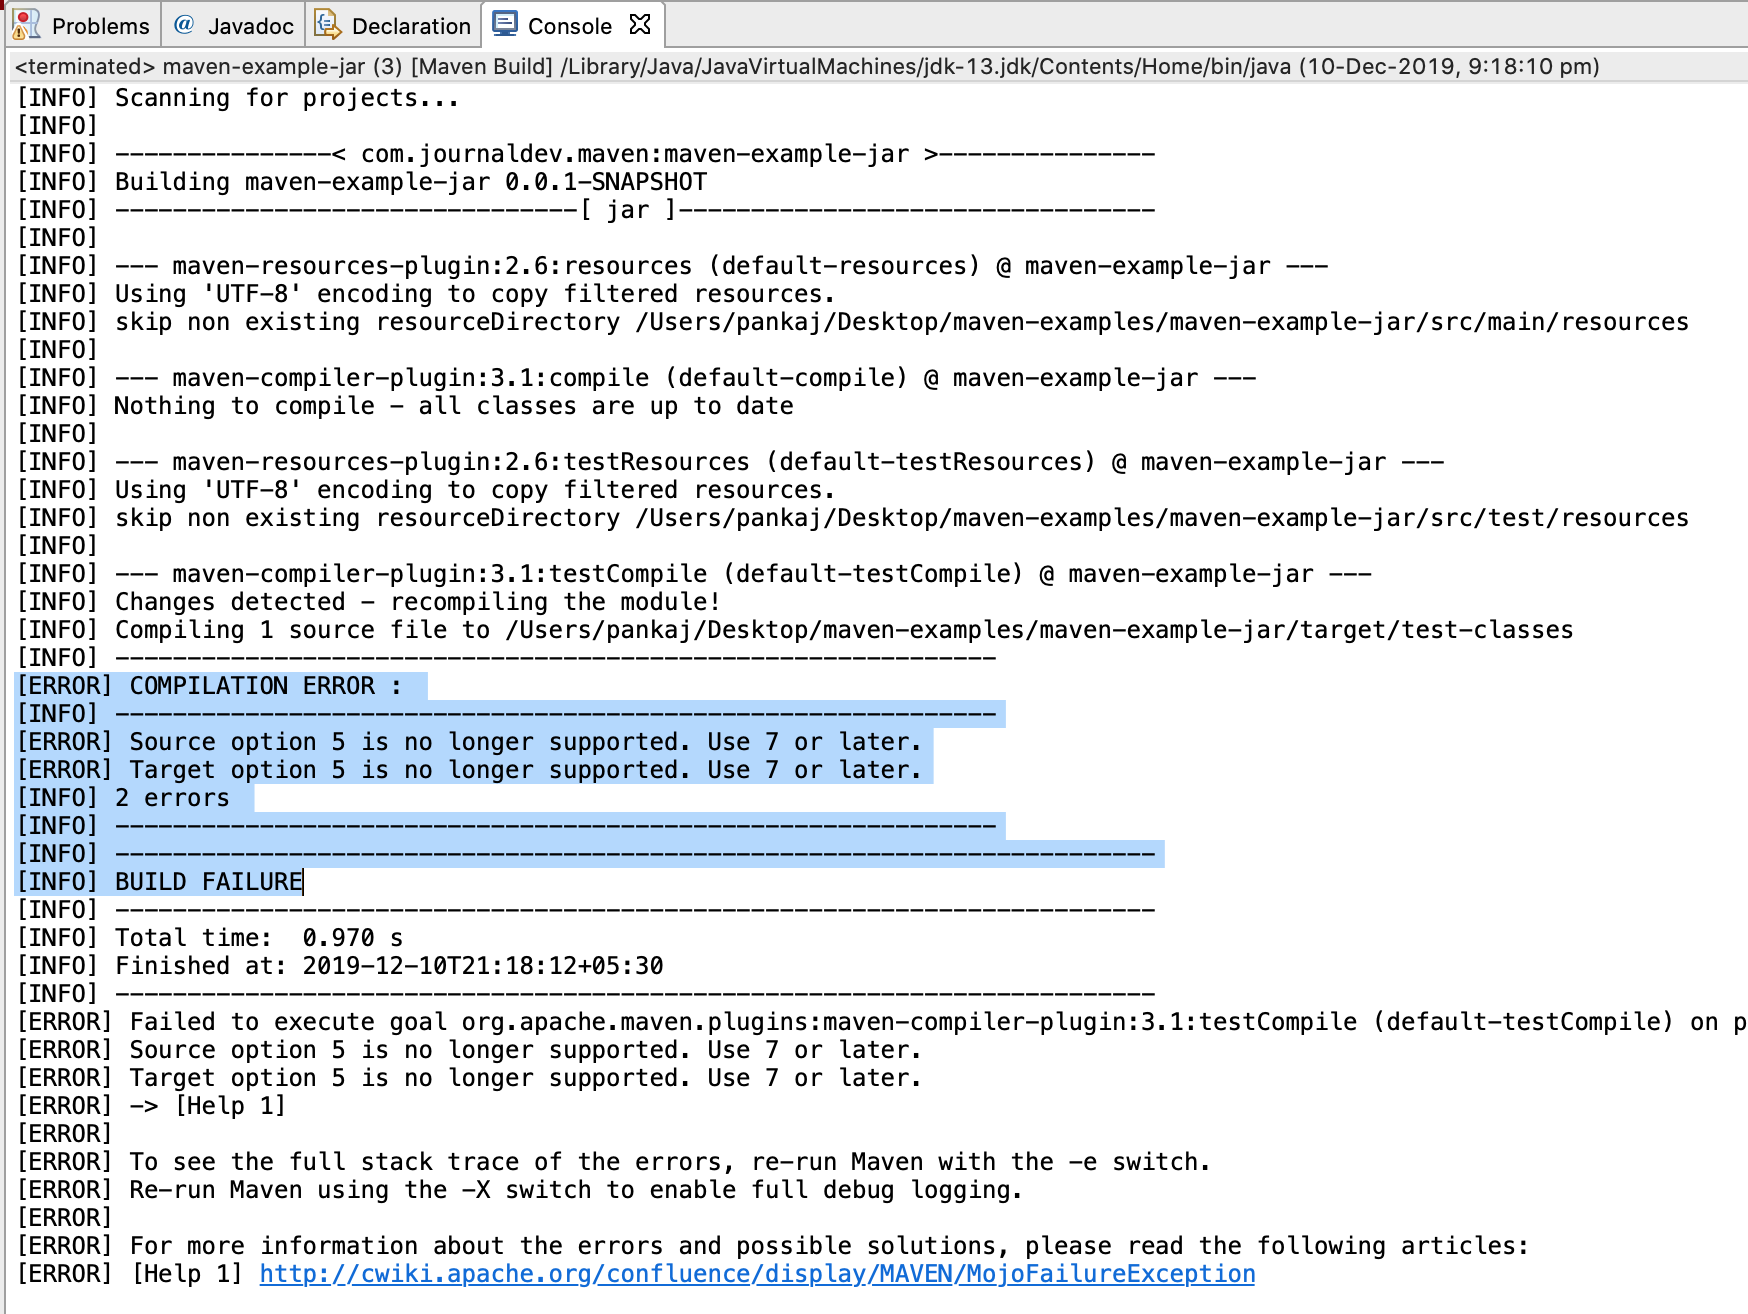 Problems @ Javadoc Declaration Console
<terminated> maven-example-jar (3) [Maven Build] /Library/Java/JavaVirtualMachines/jdk-13.jdk/Contents/Home/bin/java (10-Dec-2019, 9:18:10 pm)
[INFO] Scanning for projects...
[INFO]
[INFO] ---------------< com.journaldev.maven:maven-example-jar >---------------
[INFO] Building maven-example-jar 0.0.1-SNAPSHOT
[INFO] --------------------------------[ jar ]---------------------------------
[INFO]
[INFO] --- maven-resources-plugin:2.6:resources (default-resources) @ maven-example-jar ---
[INFO] Using 'UTF-8' encoding to copy filtered resources.
[INFO] skip non existing resourceDirectory /Users/pankaj/Desktop/maven-examples/maven-example-jar/src/main/resources
[INFO]
[INFO] --- maven-compiler-plugin:3.1:compile (default-compile) @ maven-example-jar ---
[INFO] Nothing to compile - all classes are up to date
[INFO]
[INFO] --- maven-resources-plugin:2.6:testResources (default-testResources) @ maven-example-jar ---
[INFO] Using 'UTF-8' encoding to copy filtered resources.
[INFO] skip non existing resourceDirectory /Users/pankaj/Desktop/maven-examples/maven-example-jar/src/test/resources
[INFO]
[INFO] --- maven-compiler-plugin:3.1:testCompile (default-testCompile) @ maven-example-jar ---
[INFO] Changes detected - recompiling the module!
[INFO] Compiling 1 source file to /Users/pankaj/Desktop/maven-examples/maven-example-jar/target/test-classes
[INFO] -------------------------------------------------------------
[ERROR] COMPILATION ERROR :
[INFO] -------------------------------------------------------------
[ERROR] Source option 5 is no longer supported. Use 7 or later.
[ERROR] Target option 5 is no longer supported. Use 7 or later.
[INFO] 2 errors
[INFO] -------------------------------------------------------------
[INFO] ------------------------------------------------------------------------
[INFO] BUILD FAILURE
[INFO] ------------------------------------------------------------------------
[INFO] Total time:  0.970 s
[INFO] Finished at: 2019-12-10T21:18:12+05:30
[INFO] ------------------------------------------------------------------------
[ERROR] Failed to execute goal org.apache.maven.plugins:maven-compiler-plugin:3.1:testCompile (default-testCompile) on p
[ERROR] Source option 5 is no longer supported. Use 7 or later.
[ERROR] Target option 5 is no longer supported. Use 7 or later.
[ERROR] -> [Help 1]
[ERROR]
[ERROR] To see the full stack trace of the errors, re-run Maven with the -e switch.
[ERROR] Re-run Maven using the -X switch to enable full debug logging.
[ERROR]
[ERROR] For more information about the errors and possible solutions, please read the following articles:
[ERROR] [Help 1] http://cwiki.apache.org/confluence/display/MAVEN/MojoFailureException